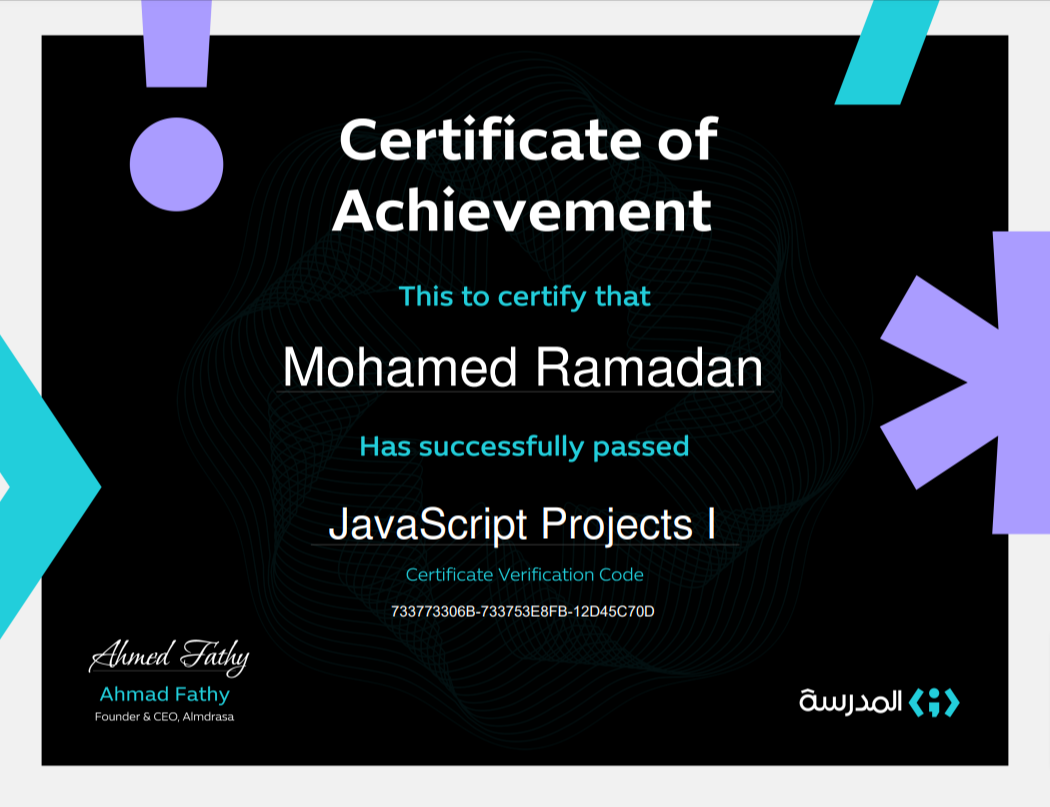 Certificate of
Achievement
This to certify that
Mohamed Ramadan
Has successfully passed
JavaScript Projects I
Certificate Verification Code
733773306B-733753E8FB-12D45C70D
Ahmed Fathy
Ahmad Fathy
Founder & CEO, Almdrasa
المدرسة